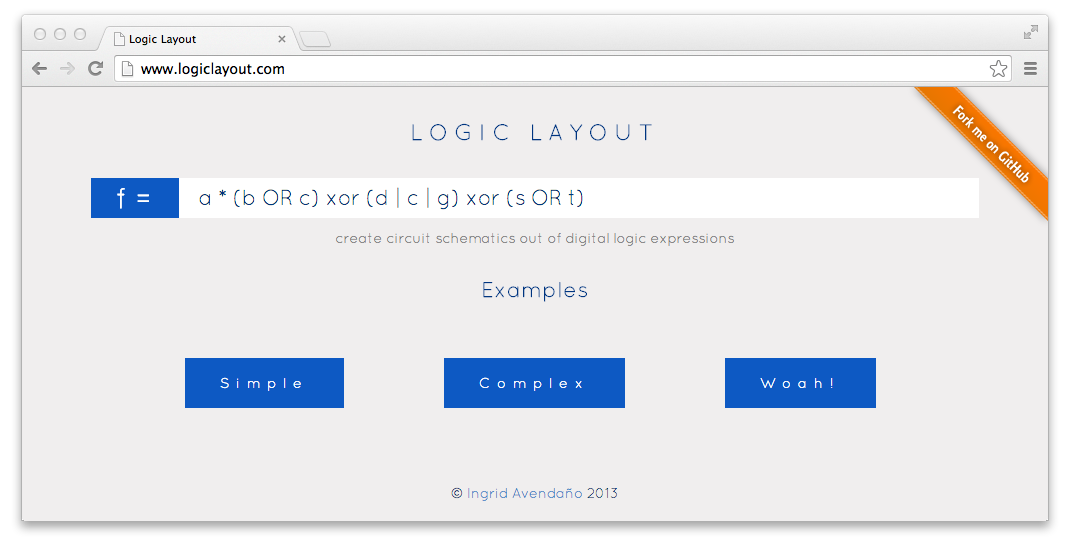 Logic Layout
www.logiclayout.com
Fork me on GitHub
LOGIC LAYOUT
f = a * (b OR c) xor (d | c | g) xor (s OR t)
create circuit schematics out of digital logic expressions
Examples
Simple Complex Woah!
© Ingrid Avendaño 2013